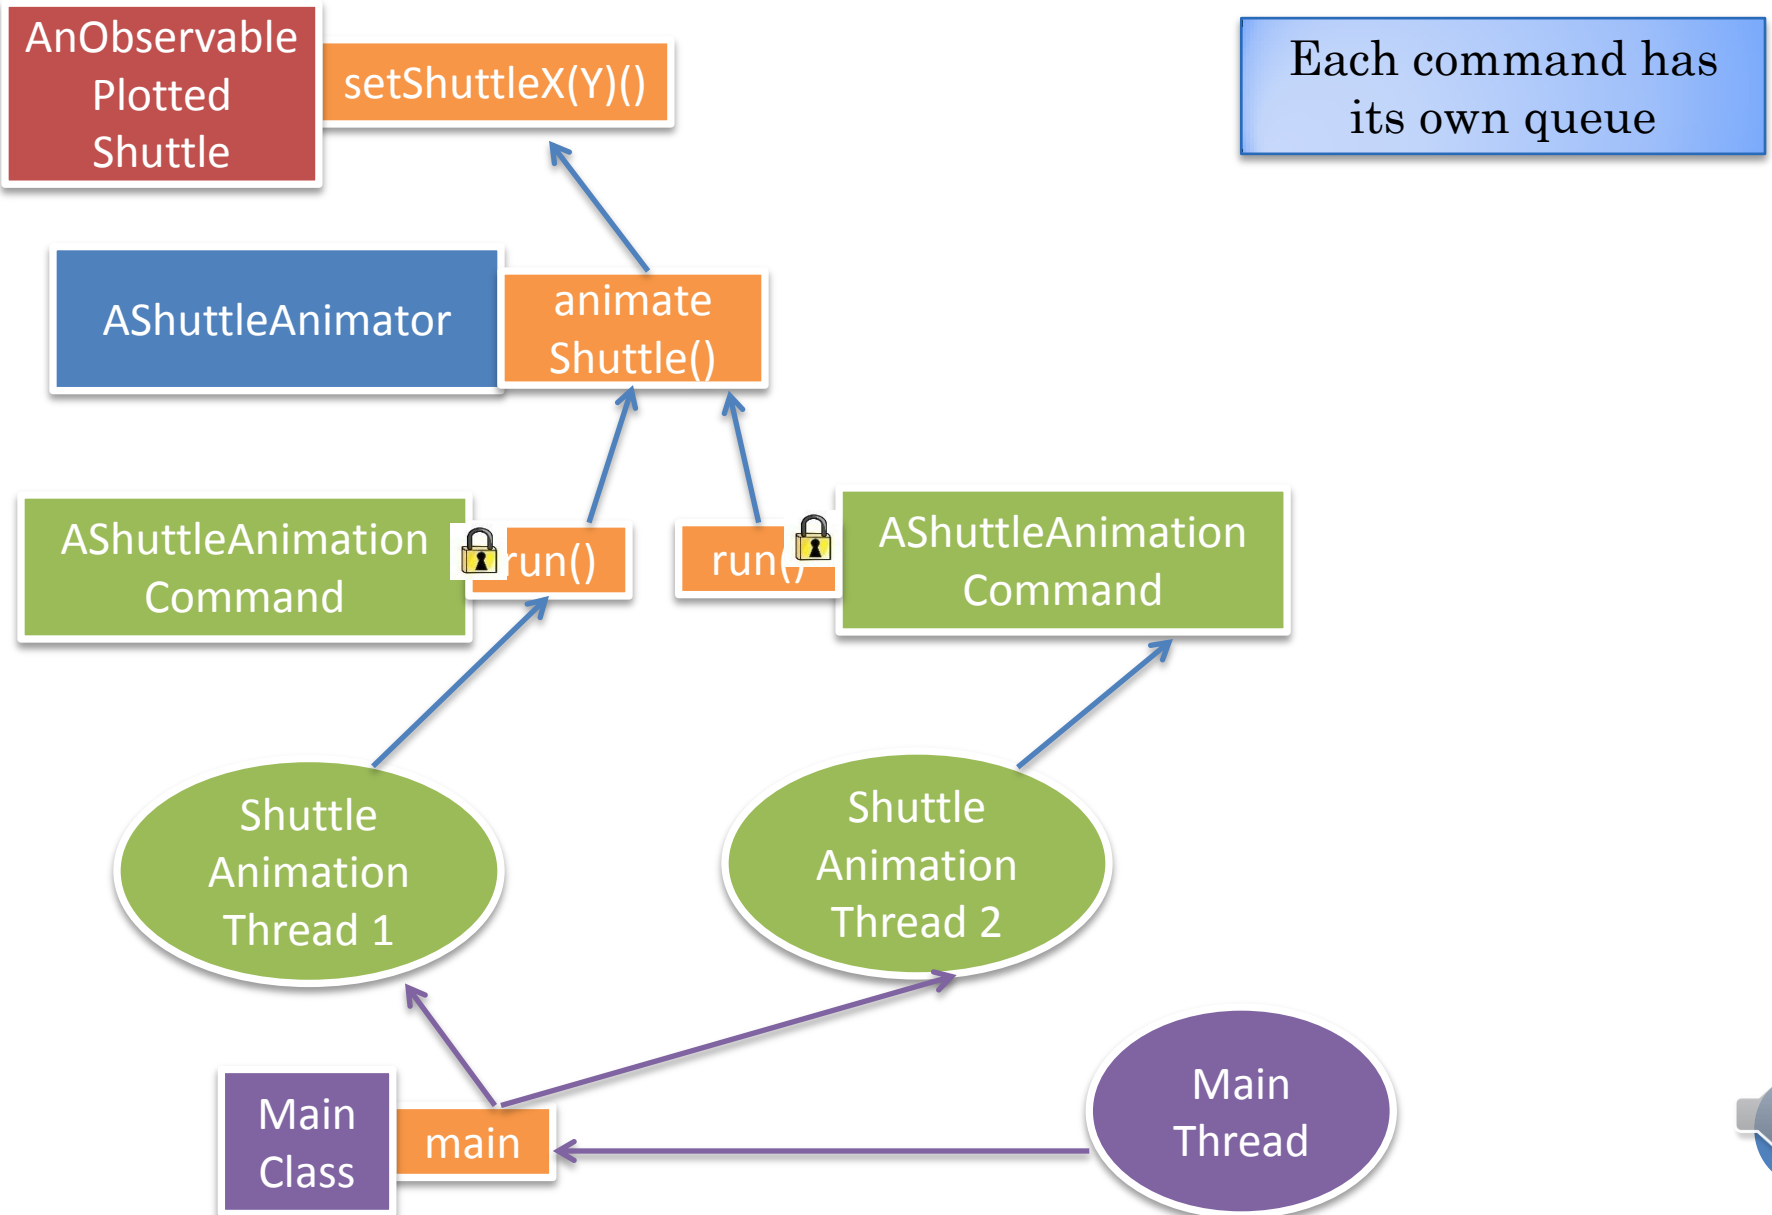 AnObservable
Plotted
Shuttle
setShuttleX(Y)()
Each command has
its own queue
AShuttleAnimator
animate
Shuttle()
AShuttleAnimation
Command
run()
run()
AShuttleAnimation
Command
Shuttle
Animation
Thread 1
Shuttle
Animation
Thread 2
Main
Class
main
Main
Thread